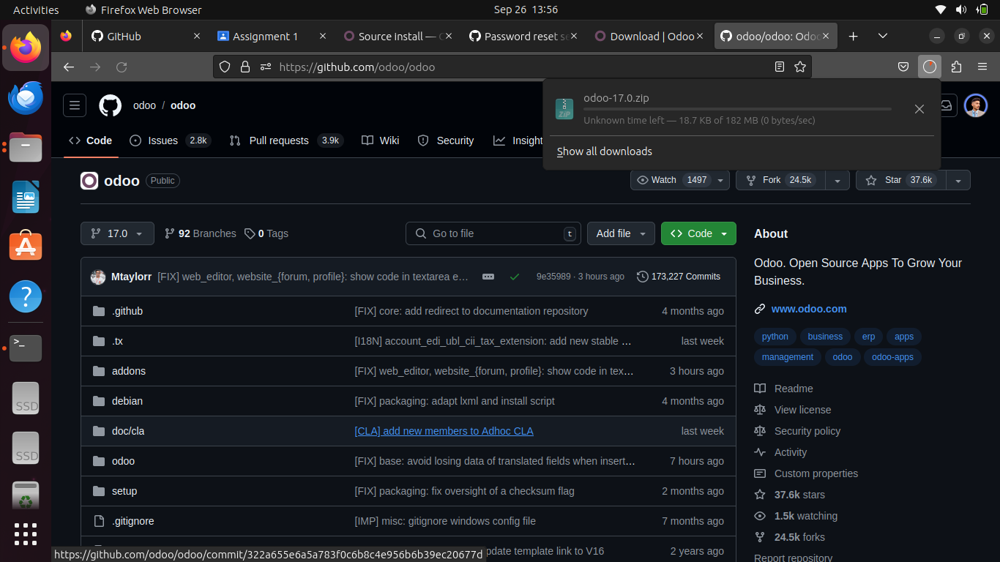 Activities
Firefox Web Browser
Sep 26 13:56
GitHub
Assignment 1
Source install —
Password reset se
Download | Odoo
odoo/odoo: Odoo
https://github.com/odoo/odoo
odoo / odoo
odoo-17.0.zip
ZIP
Unknown time left — 18.7 KB of 182 MB (0 bytes/sec)
Show all downloads
Code
Issues 2.8k
Pull requests 3.9k
Wiki
Security
Insight
odoo Public
Watch 1497
Fork 24.5k
Star 37.6k
17.0
92 Branches
0 Tags
Go to file t
Add file
Code
About
Odoo. Open Source Apps To Grow Your
Business.
www.odoo.com
python business erp apps
management odoo odoo-apps
Readme
View license
Security policy
Activity
Custom properties
37.6k stars
1.5k watching
24.5k forks
Report repository
Mtaylorr [FIX] web_editor, website_{forum, profile}: show code in textarea e… 9e35989 · 3 hours ago 173,227 Commits
.github [FIX] core: add redirect to documentation repository 4 months ago
.tx [I18N] account_edi_ubl_cii_tax_extension: add new stable … last week
addons [FIX] web_editor, website_{forum, profile}: show code in tex… 3 hours ago
debian [FIX] packaging: adapt lxml and install script 4 months ago
doc/cla [CLA] add new members to Adhoc CLA last week
odoo [FIX] base: avoid losing data of translated fields when insert… 7 hours ago
setup [FIX] packaging: fix oversight of a checksum flag 2 months ago
.gitignore [IMP] misc: gitignore windows config file 7 months ago
pdate template link to V16 2 years ago
https://github.com/odoo/odoo/commit/322a655e6a5a783f0c6b8c4e956b6b39ec20677d
SSD
SSD